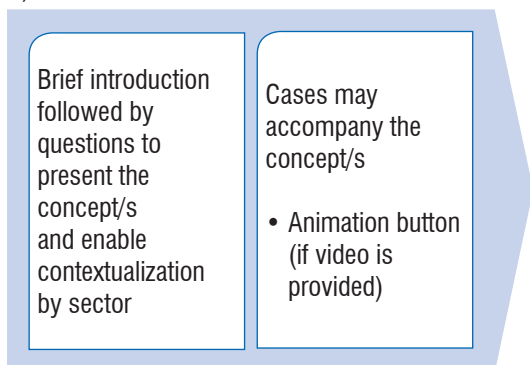 Brief introduction
followed by
questions to
present the
concept/s
and enable
contextualization
by sector
Cases may
accompany the
concept/s
• Animation button
(if video is
provided)